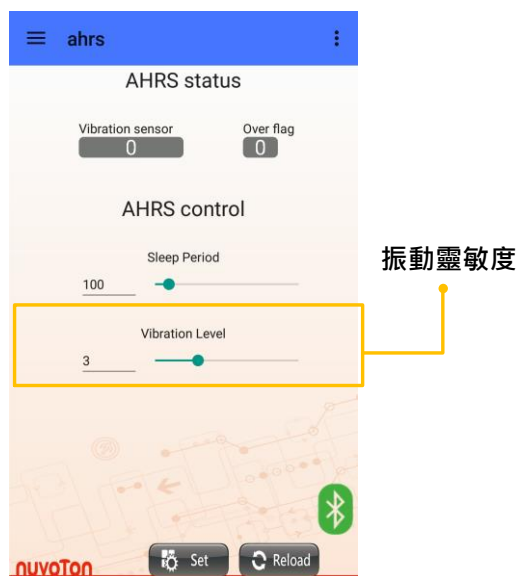 ahrs
AHRS status
Vibration sensor
Over flag
0
0
AHRS control
Sleep Period
100
振動靈敏度
Vibration Level
3
Set
Reload
nuvoTon